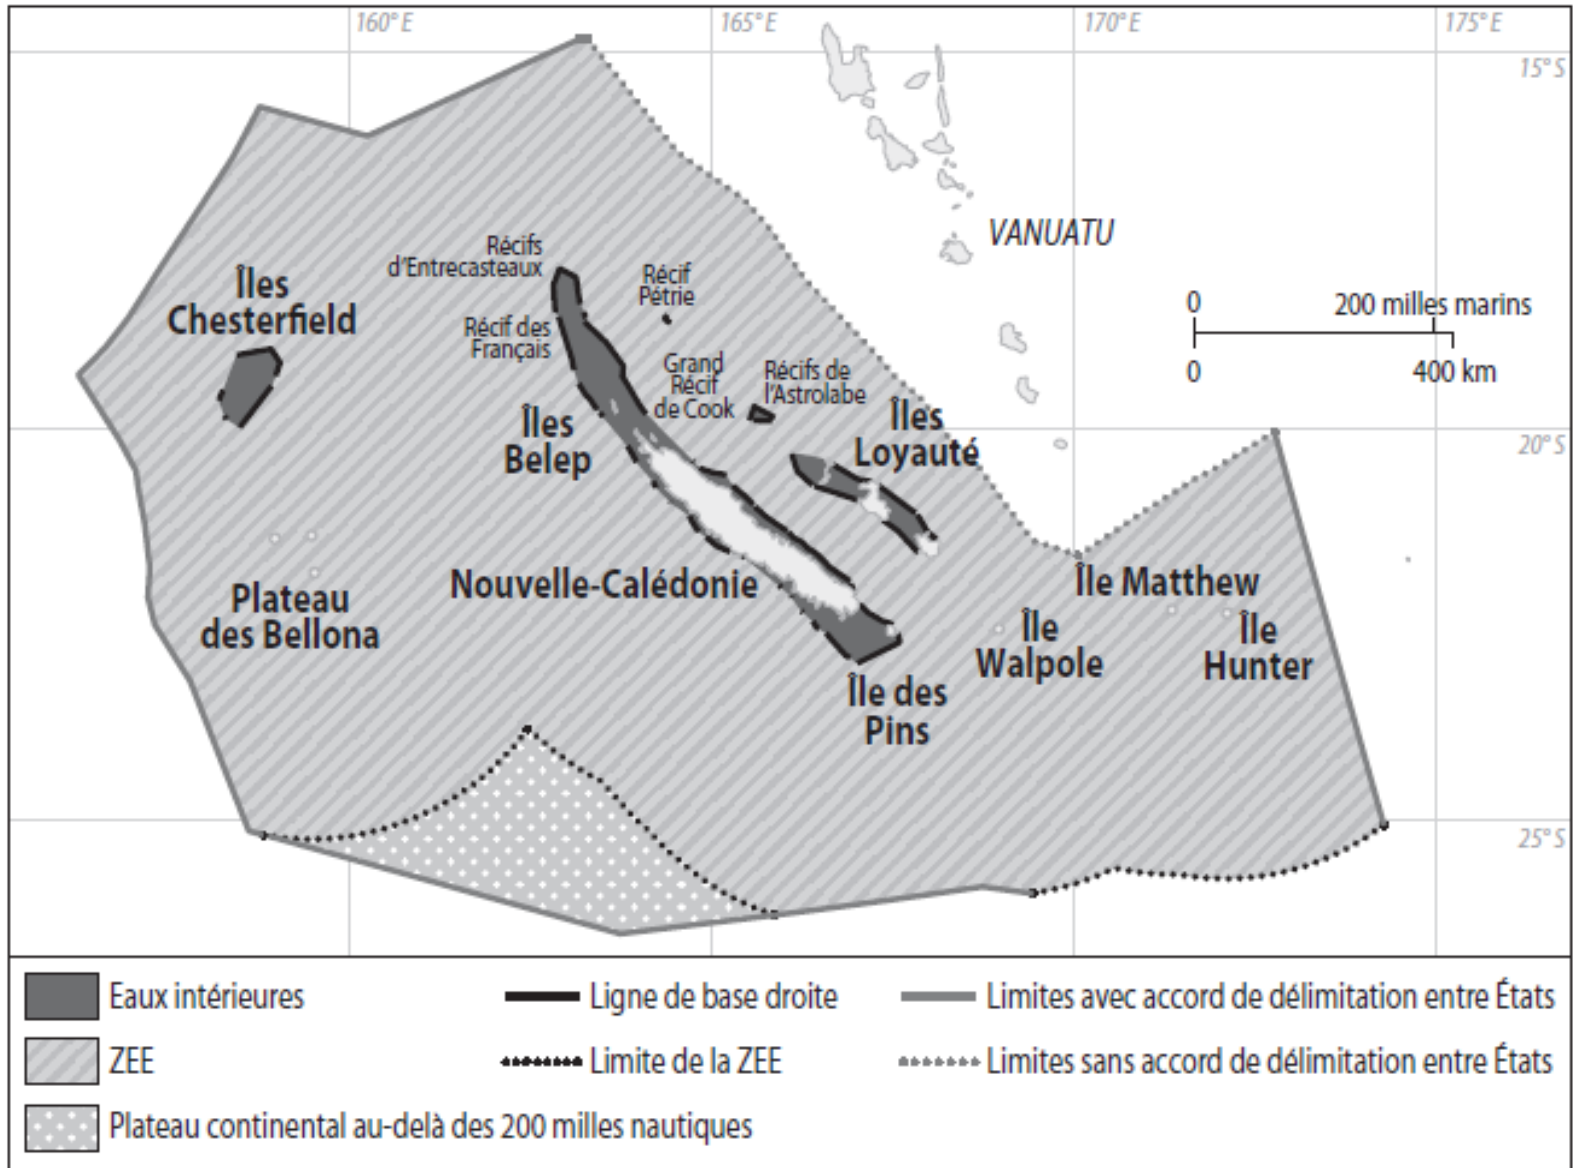 160° E
165° E
170° E
175° E
15° S
VANUATU
Récifs
d'Entrecasteaux
Récif
Pétrie
Îles
Chesterfield
0
200 milles marins
0
400 km
Récif des
Français
Grand
Récif
de Cook
Récifs de
l'Astrolabe
Îles
Belep
Îles
Loyauté
20° S
Nouvelle-Calédonie
Plateau
des Bellona
Île Matthew
Île
Walpole
Île
Hunter
Île des
Pins
25° S
Eaux intérieures
Ligne de base droite
Limites avec accord de délimitation entre États
ZEE
Limite de la ZEE
Limites sans accord de délimitation entre États
Plateau continental au-delà des 200 milles nautiques